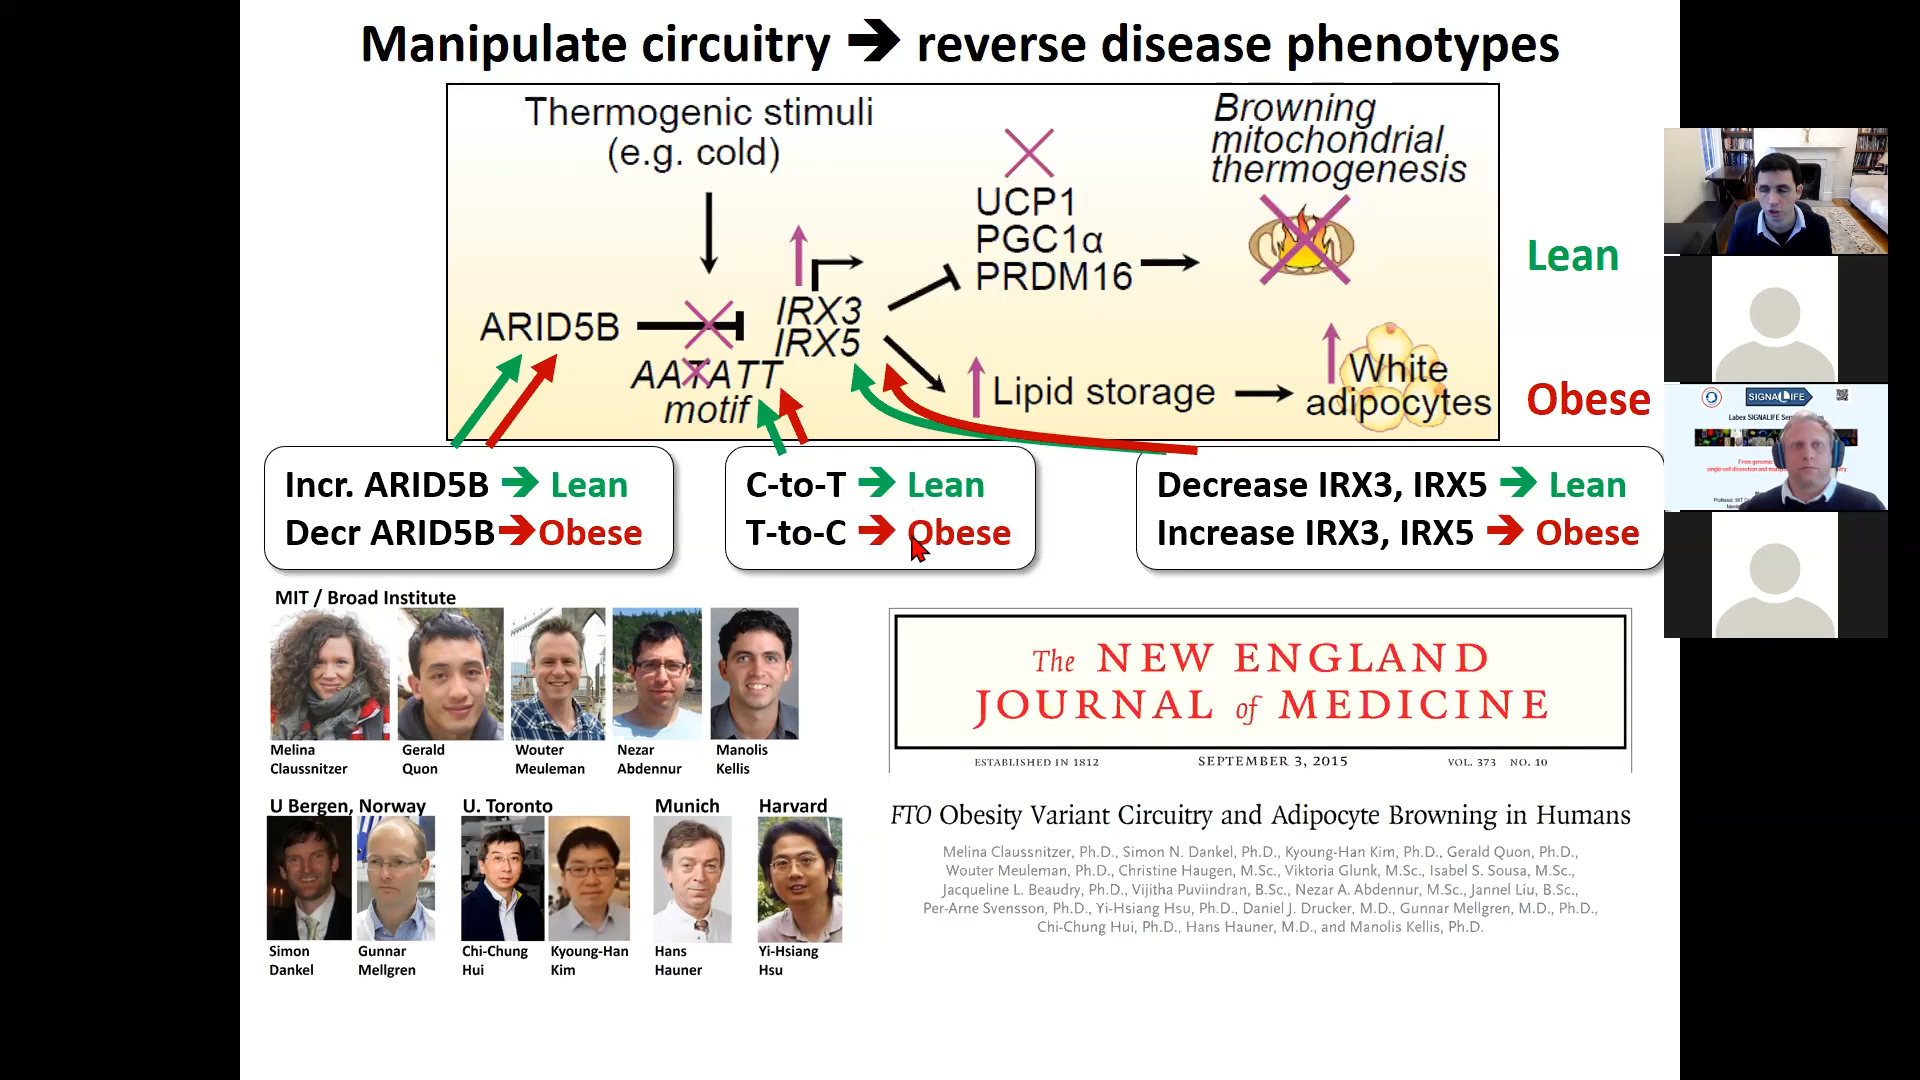 Manipulate circuitry ➔ reverse disease phenotypes
Thermogenic stimuli
(e.g. cold)
Browning
mitochondrial
thermogenesis
UCP1
PGC1α
PRDM16
ARID5B
IRX3
IRX5
AATATT
motif
Lipid storage
White
adipocytes
Lean
Obese
Incr. ARID5B ➔ Lean
Decr ARID5B ➔ Obese
C-to-T ➔ Lean
T-to-C ➔ Obese
Decrease IRX3, IRX5 ➔ Lean
Increase IRX3, IRX5 ➔ Obese
MIT / Broad Institute
Melina
Claussnitzer
Gerald
Quon
Wouter
Meuleman
Nezar
Abdennur
Manolis
Kellis
U Bergen, Norway
U. Toronto
Munich
Harvard
Simon
Dankel
Gunnar
Mellgren
Chi-Chung
Hui
Kyoung-Han
Kim
Hans
Hauner
Yi-Hsiang
Hsu
The NEW ENGLAND
JOURNAL of MEDICINE
ESTABLISHED IN 1812
SEPTEMBER 3, 2015
VOL. 373 NO. 10
FTO Obesity Variant Circuitry and Adipocyte Browning in Humans
Melina Claussnitzer, Ph.D., Simon N. Dankel, Ph.D., Kyoung-Han Kim, Ph.D., Gerald Quon, Ph.D.,
Wouter Meuleman, Ph.D., Christine Haugen, M.Sc., Viktoria Glunk, M.Sc., Isabel S. Sousa, M.Sc.,
Jacqueline L. Beaudry, Ph.D., Vijitha Puviindran, B.Sc., Nezar A. Abdennur, M.Sc., Jannel Liu, B.Sc.,
Per-Arne Svensson, Ph.D., Yi-Hsiang Hsu, Ph.D., Daniel J. Drucker, M.D., Gunnar Mellgren, M.D., Ph.D.,
Chi-Chung Hui, Ph.D., Hans Hauner, M.D., and Manolis Kellis, Ph.D.
SIGNALIFE
Labex SIGNALIFE